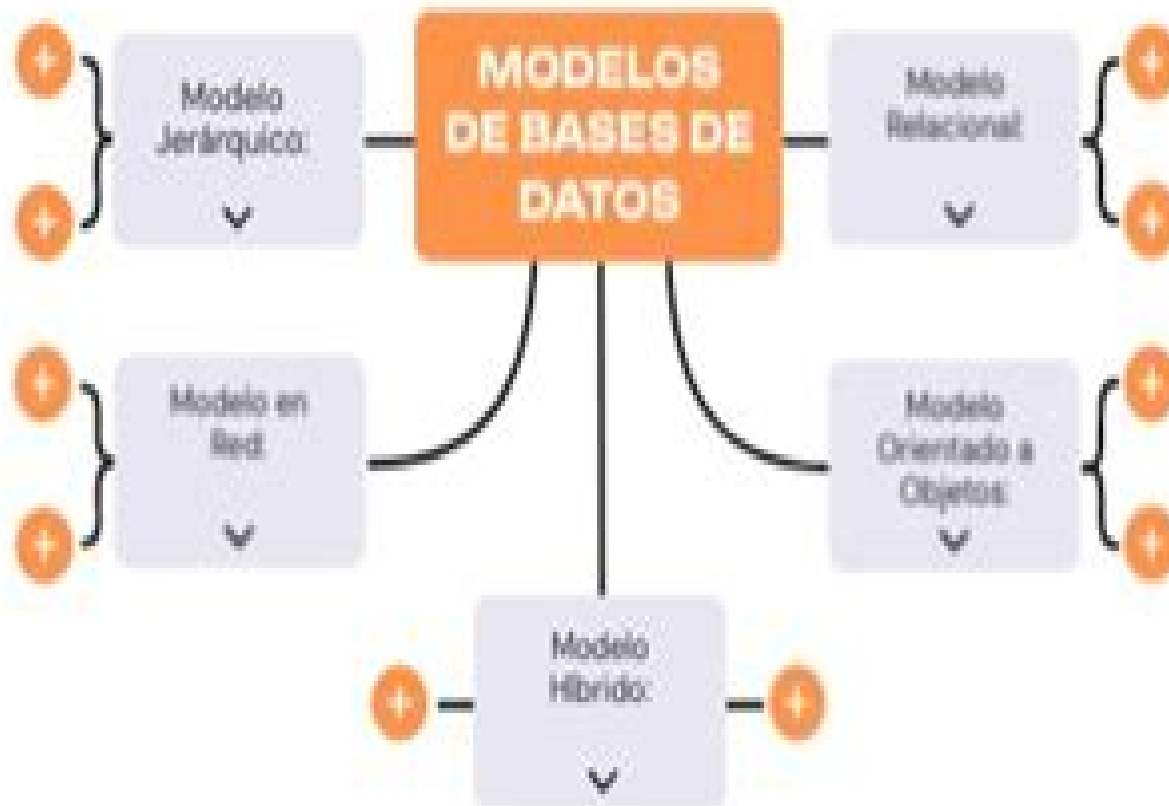 MODELOS
DE BASES DE
DATOS
Modelo
Jerárquico:
Modelo
Relacional:
Modelo en
Red:
Modelo
Orientado a
Objetos:
Modelo
Híbrido: